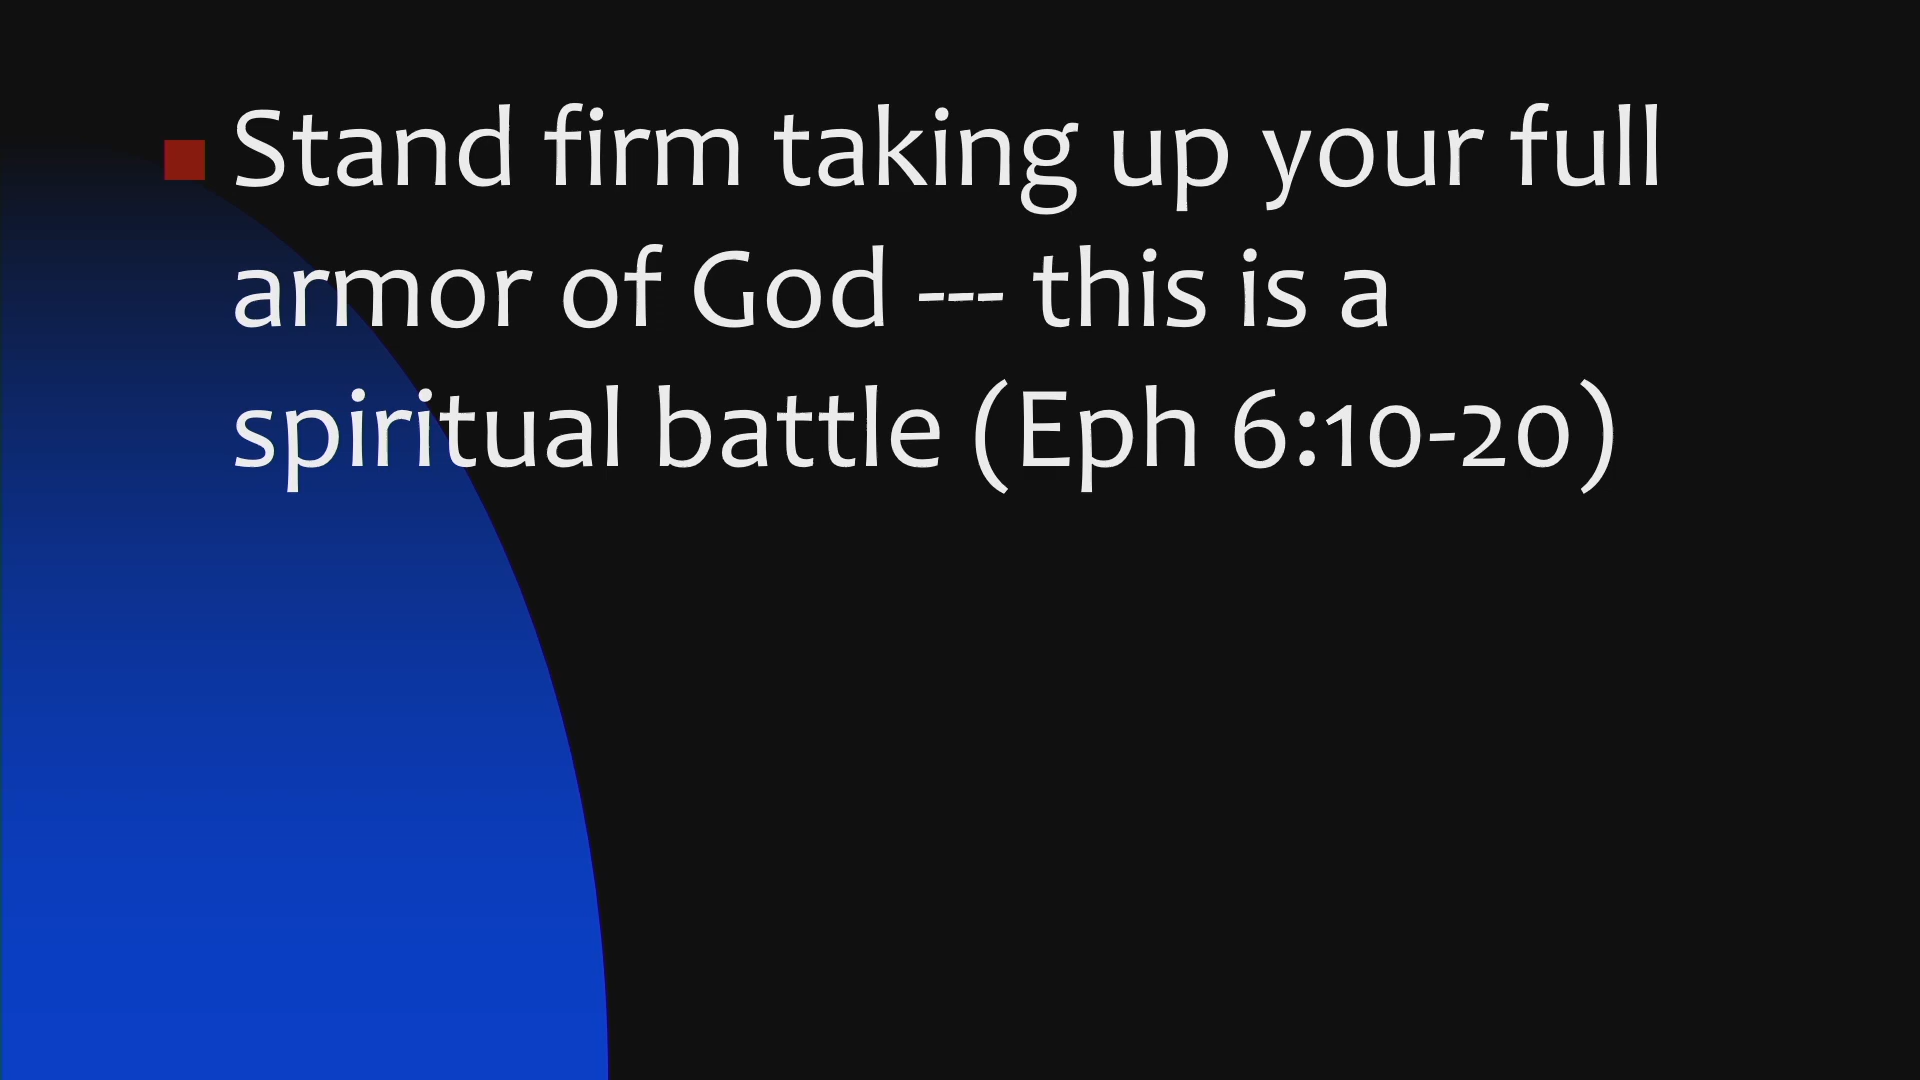 Stand firm taking up your full
armor of God --- this is a
spiritual battle (Eph 6:10-20)